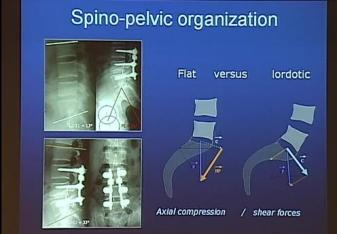 Spino-pelvic organization
Flat versus lordotic
Axial compression / shear forces